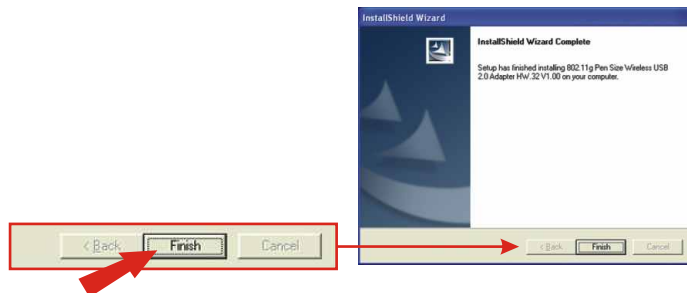 InstallShield Wizard
InstallShield Wizard Complete
Setup has finished installing 802.11g Pen Size Wireless USB
2.0 Adapter HW.32 V1.00 on your computer.
< Back Finish Cancel
< Back Finish Cancel